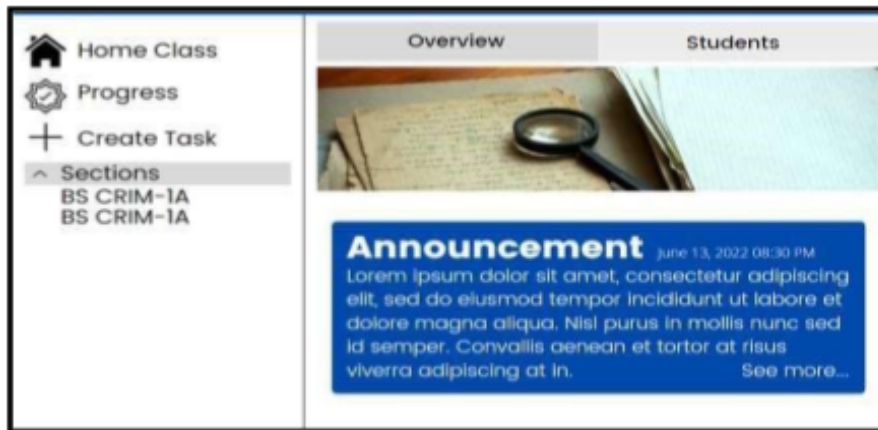 Home Class
Progress
Create Task
Sections
BS CRIM-1A
BS CRIM-1A
Overview
Students
Announcement June 13, 2022 08:30 PM
Lorem ipsum dolor sit amet, consectetur adipiscing
elit, sed do eiusmod tempor incididunt ut labore et
dolore magna aliqua. Nisl purus in mollis nunc sed
id semper. Convallis aenean et tortor at risus
viverra adipiscing at in. See more...